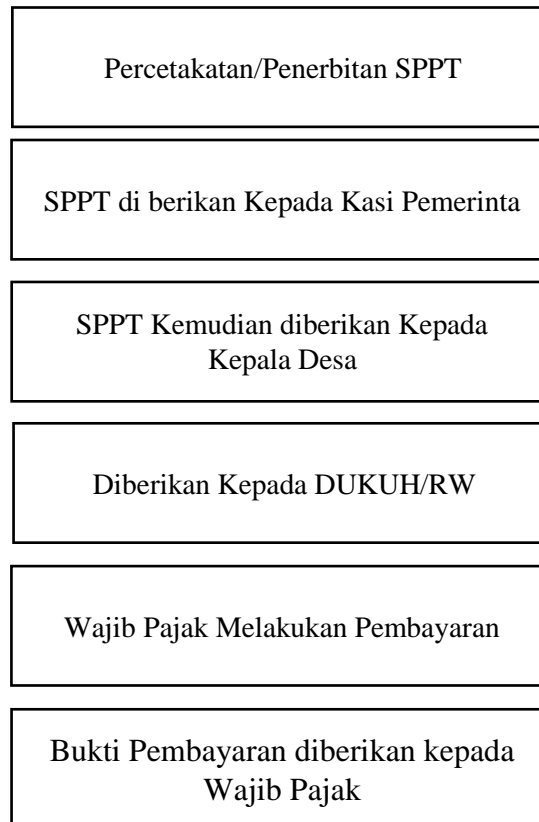 Percetakatan/Penerbitan SPPT
SPPT di berikan Kepada Kasi Pemerinta
SPPT Kemudian diberikan Kepada
Kepala Desa
Diberikan Kepada DUKUH/RW
Wajib Pajak Melakukan Pembayaran
Bukti Pembayaran diberikan kepada
Wajib Pajak